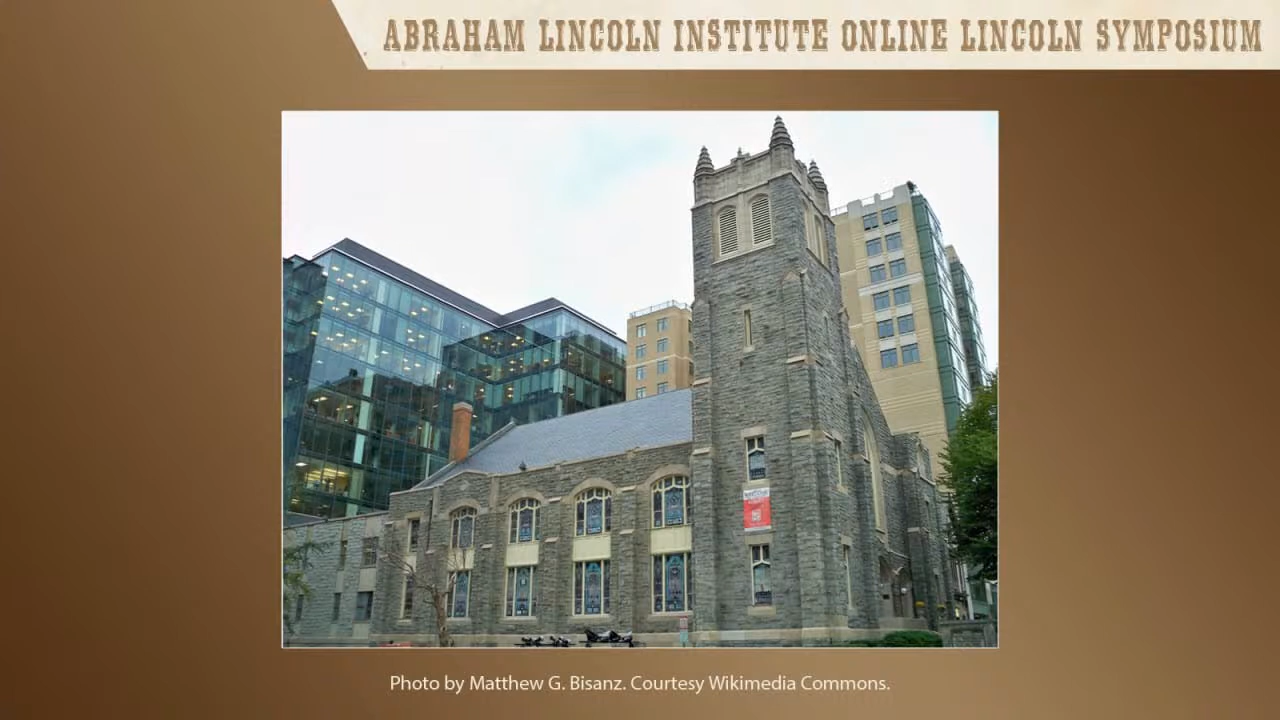 ABRAHAM LINCOLN INSTITUTE ONLINE LINCOLN SYMPOSIUM
Photo by Matthew G. Bisanz. Courtesy Wikimedia Commons.